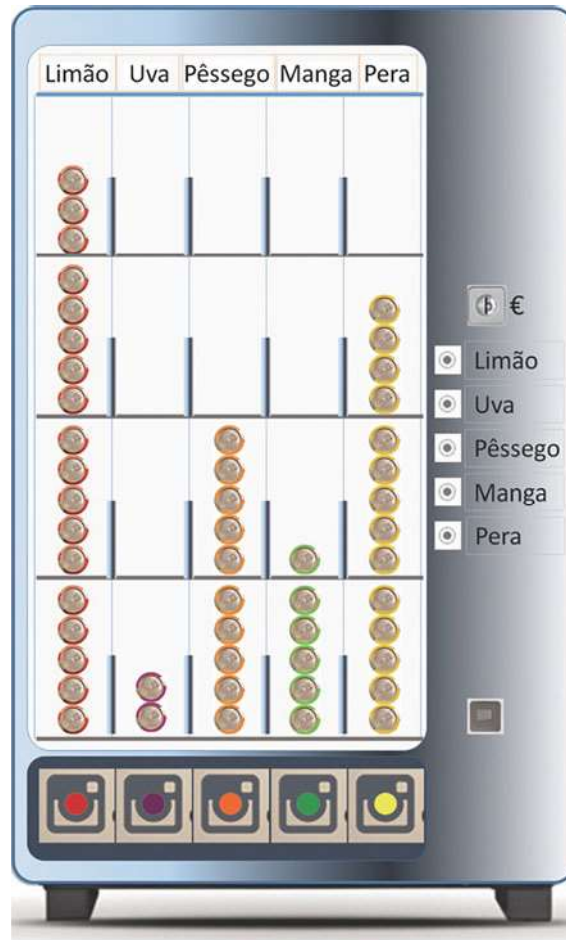 Limão Uva Pêssego Manga Pera
€
Limão
Uva
Pêssego
Manga
Pera